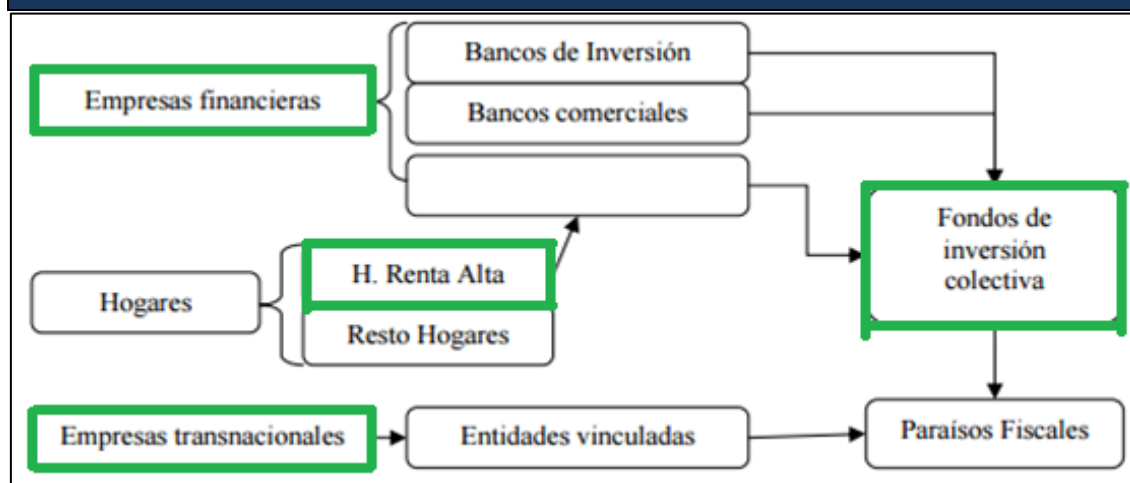 Bancos de Inversión
Empresas financieras
Bancos comerciales
Fondos de
inversión
colectiva
H. Renta Alta
Hogares
Resto Hogares
Empresas transnacionales
Entidades vinculadas
Paraísos Fiscales